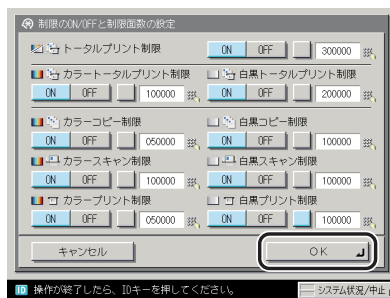 制限のON/OFFと制限面数の設定
トータルプリント制限 ON OFF 300000
カラートータルプリント制限 白黒トータルプリント制限
ON OFF 100000 ON OFF 200000
カラーコピー制限 白黒コピー制限
ON OFF 050000 ON OFF 100000
カラースキャン制限 白黒スキャン制限
ON OFF 100000 ON OFF 100000
カラープリント制限 白黒プリント制限
ON OFF 050000 ON OFF 100000
キャンセル OK
ID 操作が終了したら、IDキーを押してください。 システム状況/中止